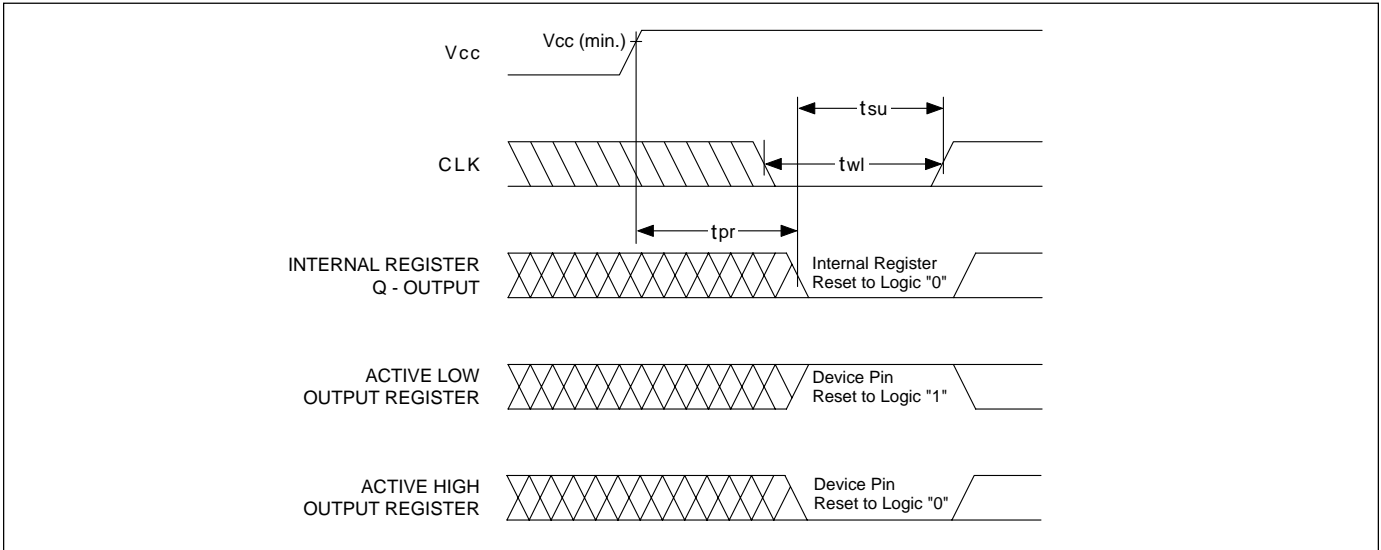 Vcc
Vcc (min.)
tsu
CLK
twl
tpr
INTERNAL REGISTER
Q - OUTPUT
Internal Register
Reset to Logic "0"
ACTIVE LOW
OUTPUT REGISTER
Device Pin
Reset to Logic "1"
ACTIVE HIGH
OUTPUT REGISTER
Device Pin
Reset to Logic "0"